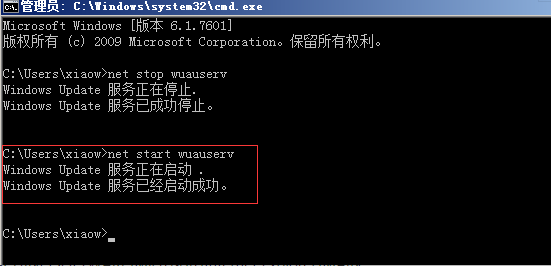 管理员: C:\Windows\system32\cmd.exe
Microsoft Windows [版本 6.1.7601]
版权所有 (c) 2009 Microsoft Corporation。保留所有权利。
C:\Users\xiaow>net stop wuauserv
Windows Update 服务正在停止.
Windows Update 服务已成功停止。
C:\Users\xiaow>net start wuauserv
Windows Update 服务正在启动 .
Windows Update 服务已经启动成功。
C:\Users\xiaow>_